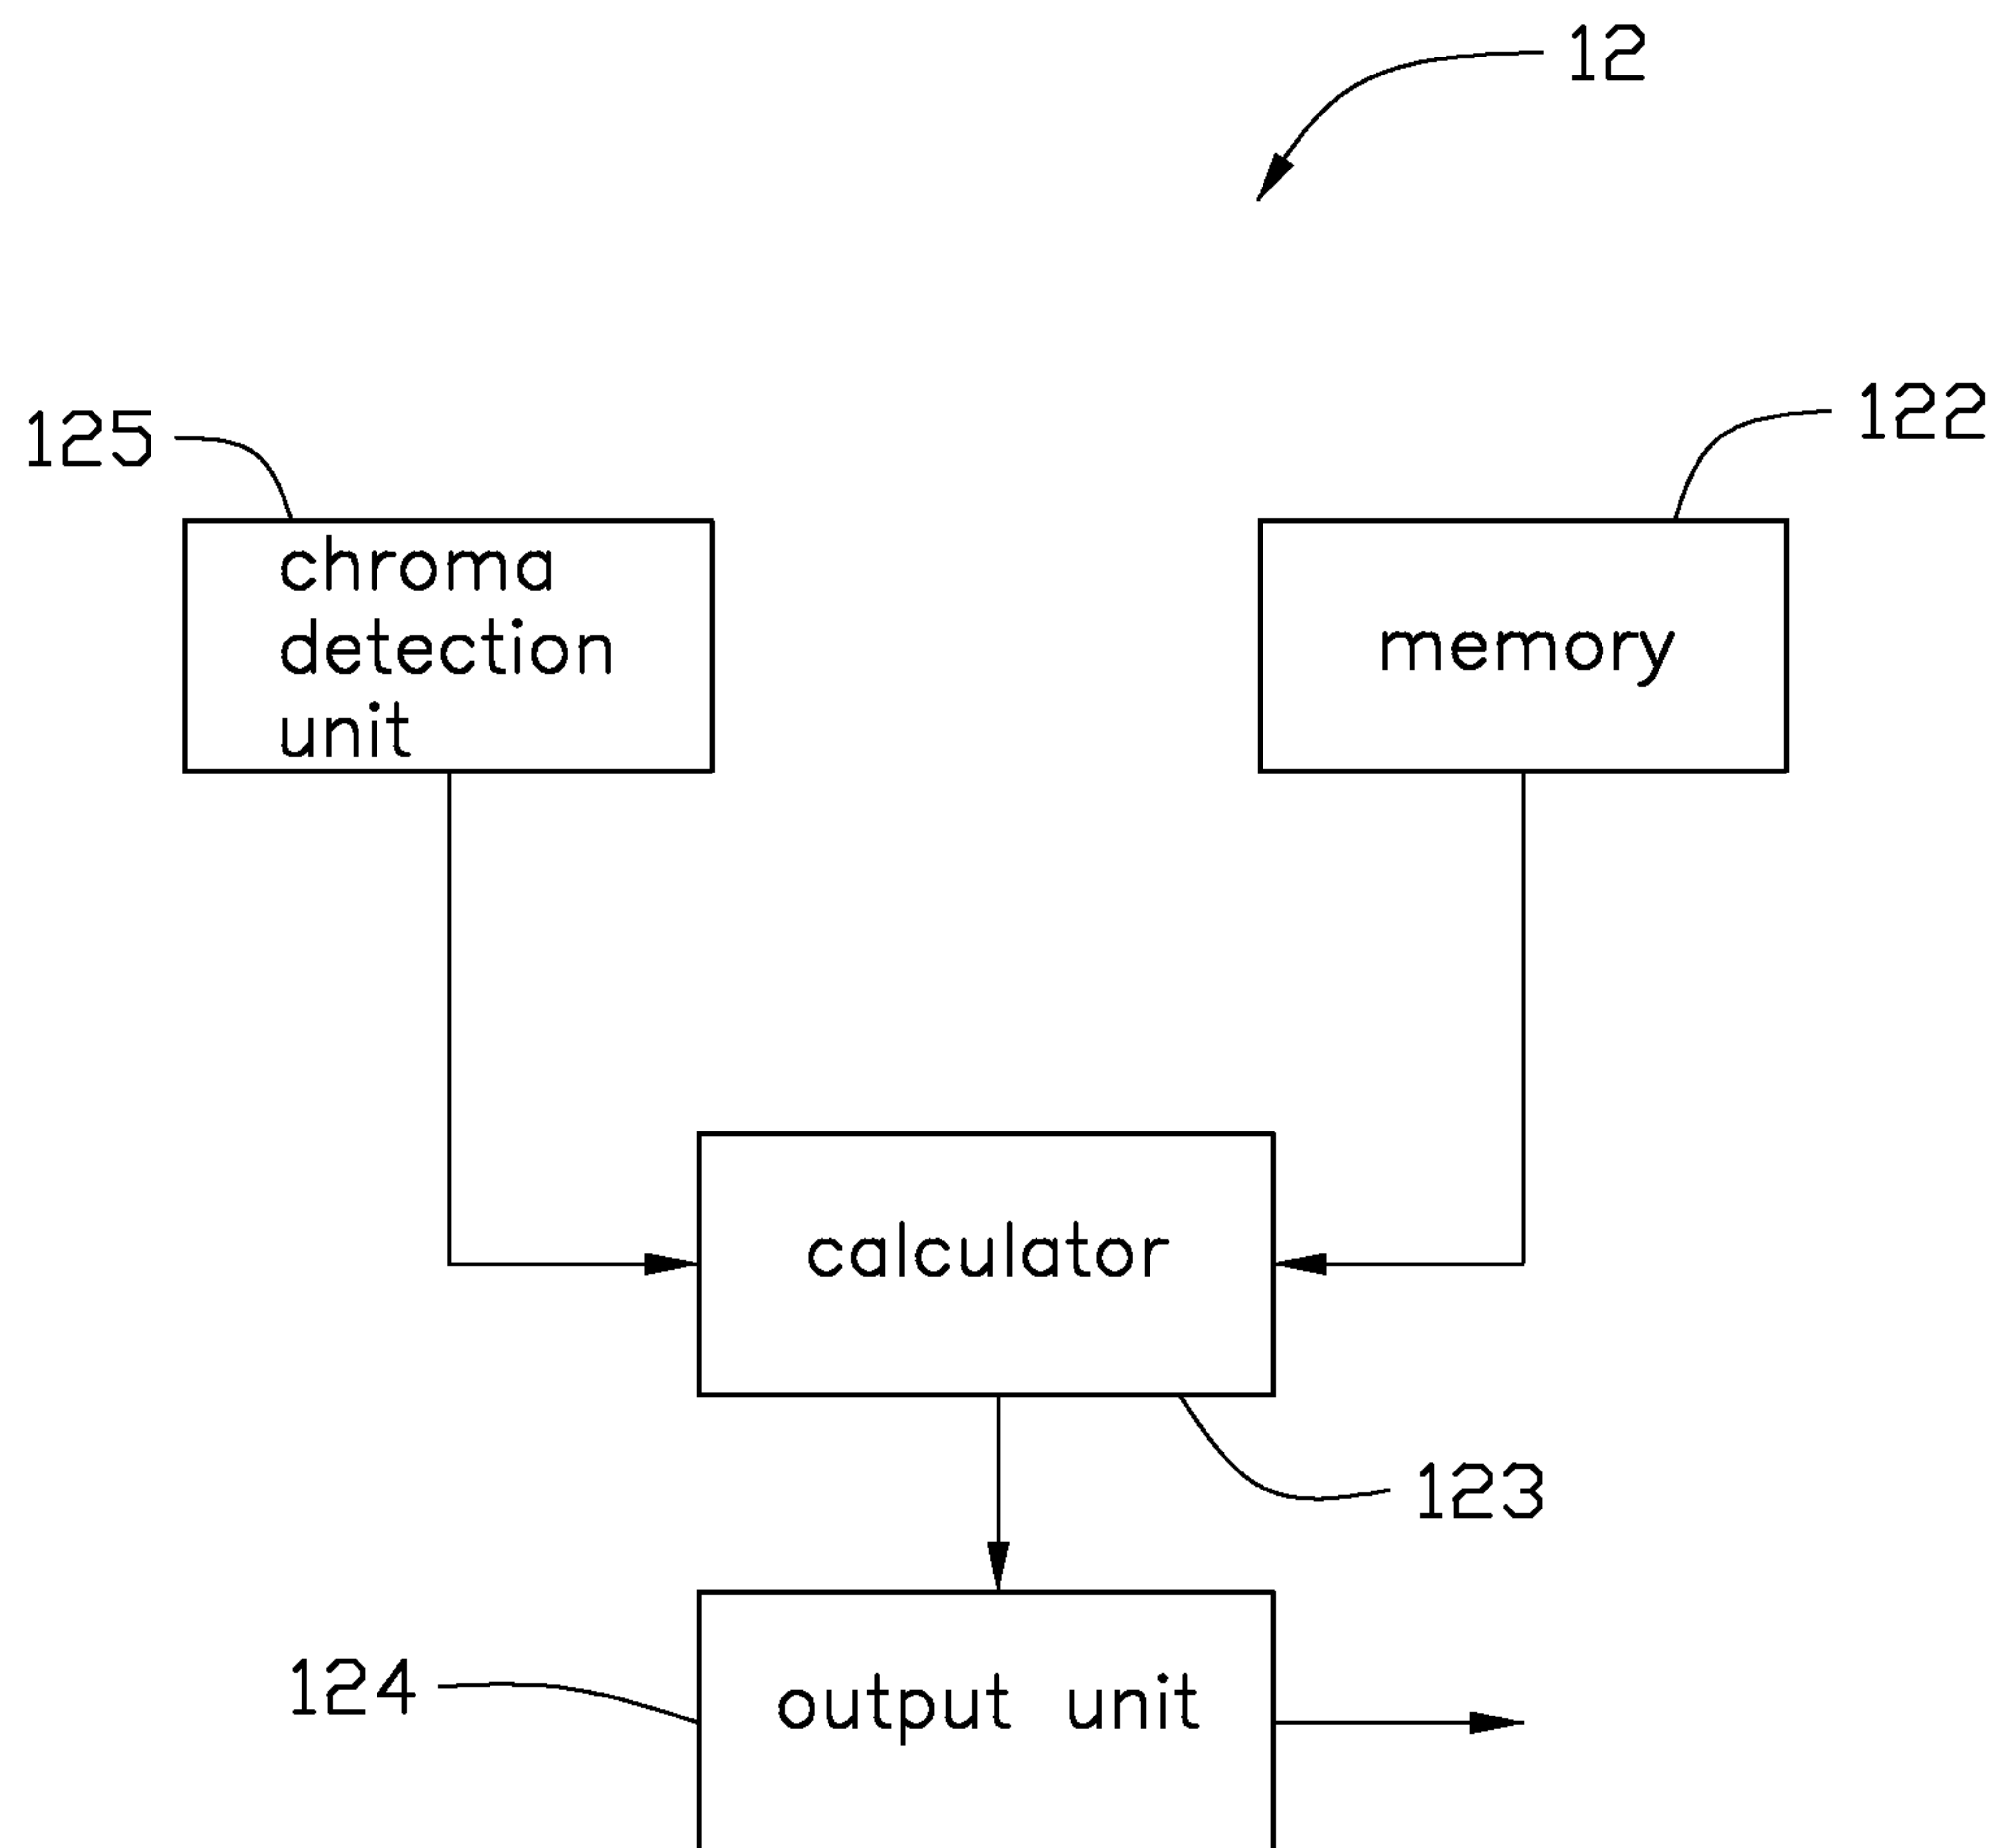 12
125
122
chroma
detection
unit
memory
calculator
123
124
output unit